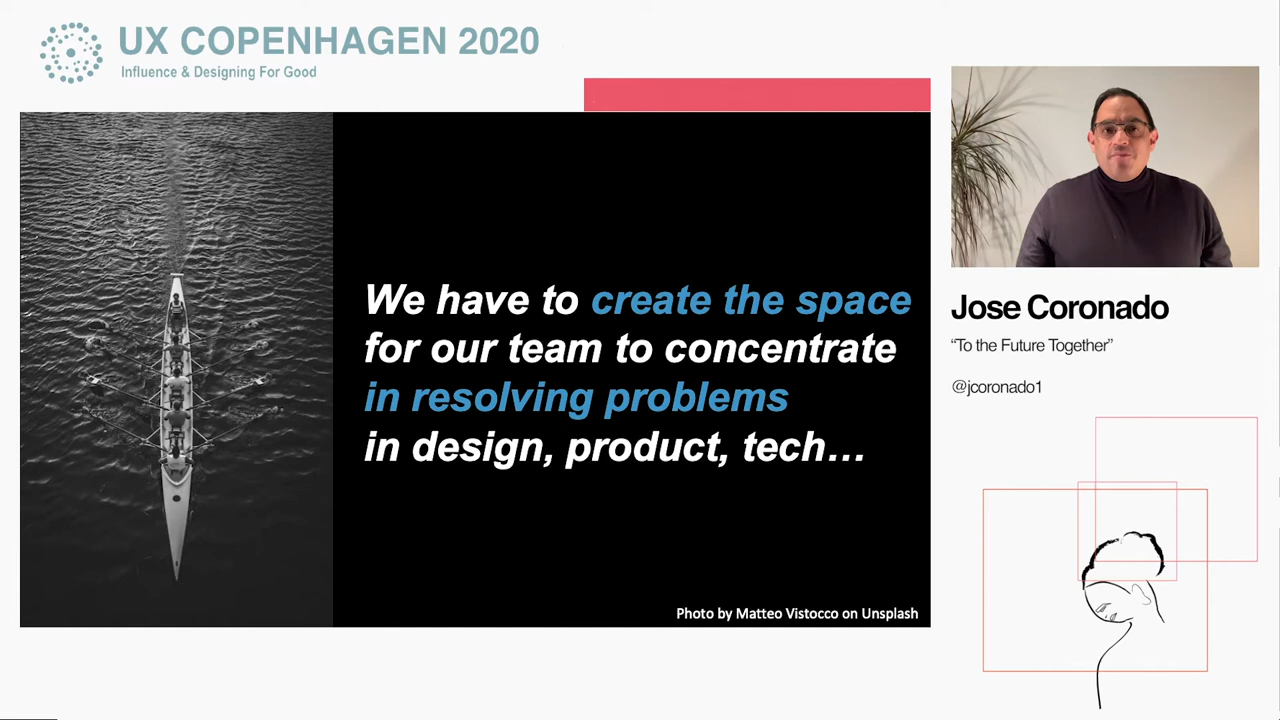 UX COPENHAGEN 2020
Influence & Designing For Good
We have to create the space
for our team to concentrate
in resolving problems
in design, product, tech…
Photo by Matteo Vistocco on Unsplash
Jose Coronado
“To the Future Together”
@jcoronado1